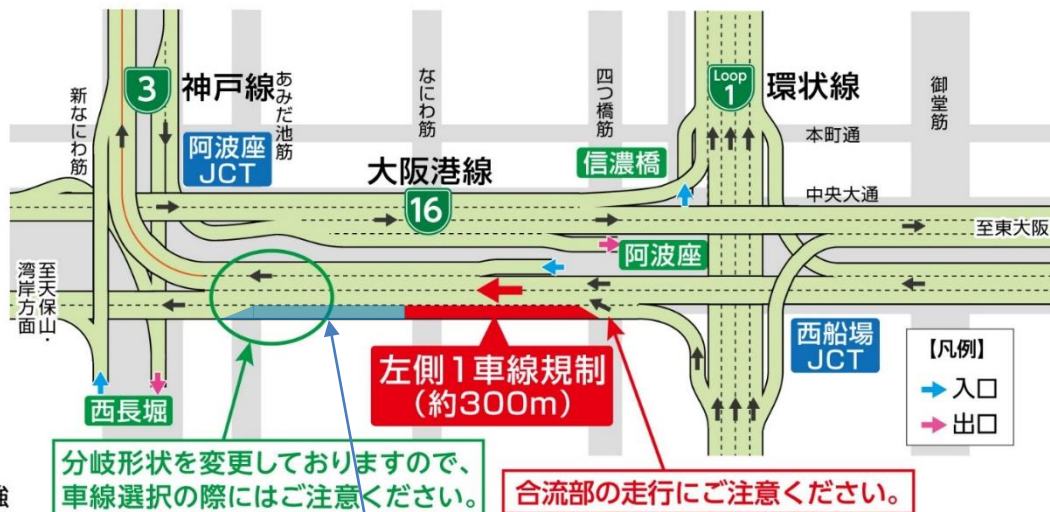 3
神戸線
新なにわ筋
あみだ池筋
なにわ筋
四つ橋筋
Loop
1
環状線
御堂筋
阿波座
JCT
大阪港線
16
信濃橋
本町通
中央大通
至東大阪
阿波座
至天保山・
湾岸方面
西船場
JCT
左側1車線規制
(約300m)
【凡例】
入口
出口
西長堀
分岐形状を変更しておりますので、
車線選択の際にはご注意ください。
合流部の走行にご注意ください。
強